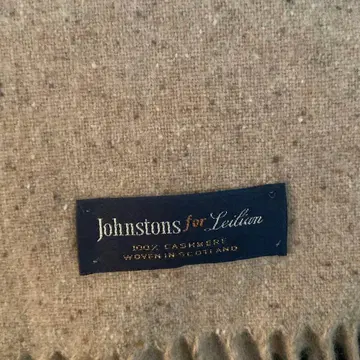 Johnstons for Leilian
100% CASHMERE
WOVEN IN SCOTLAND